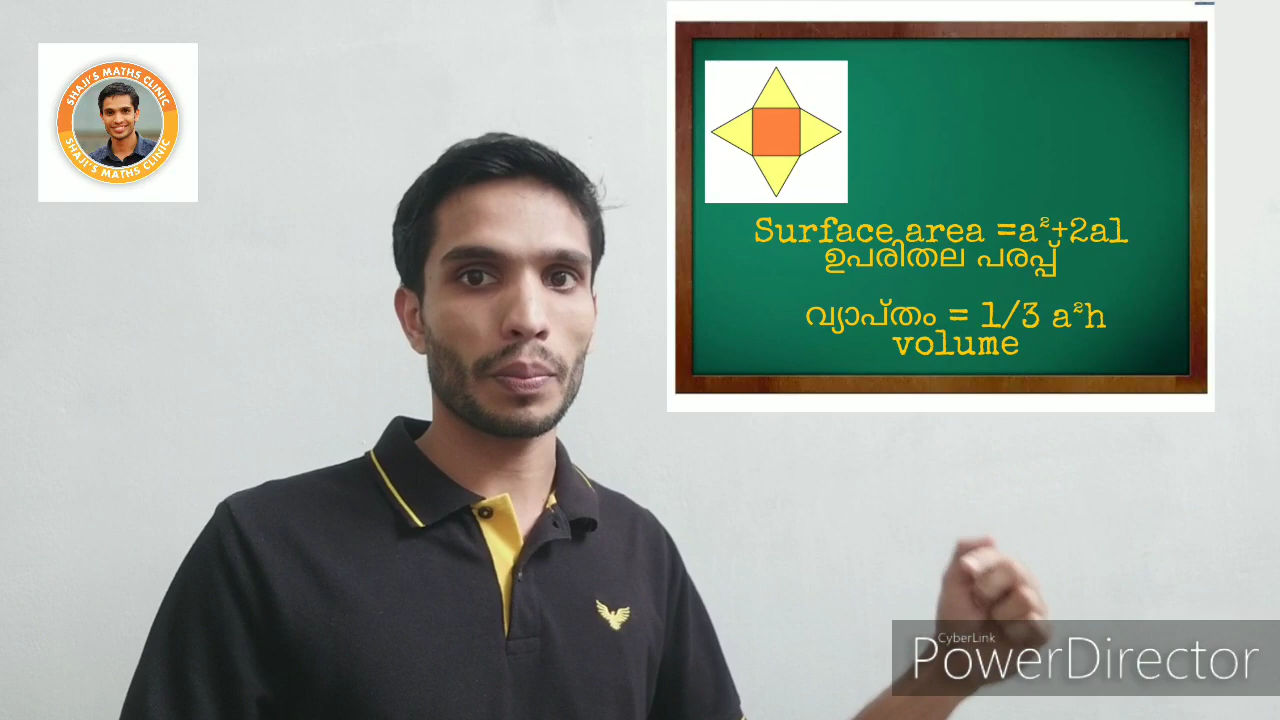 SHAJI'S MATHS CLINIC
SHAJI'S MATHS CLINIC
Surface area =a²+2al
ഉപരിതല പരപ്പ്
വ്യാപ്തം = 1/3 a²h
volume
CyberLink
PowerDirector